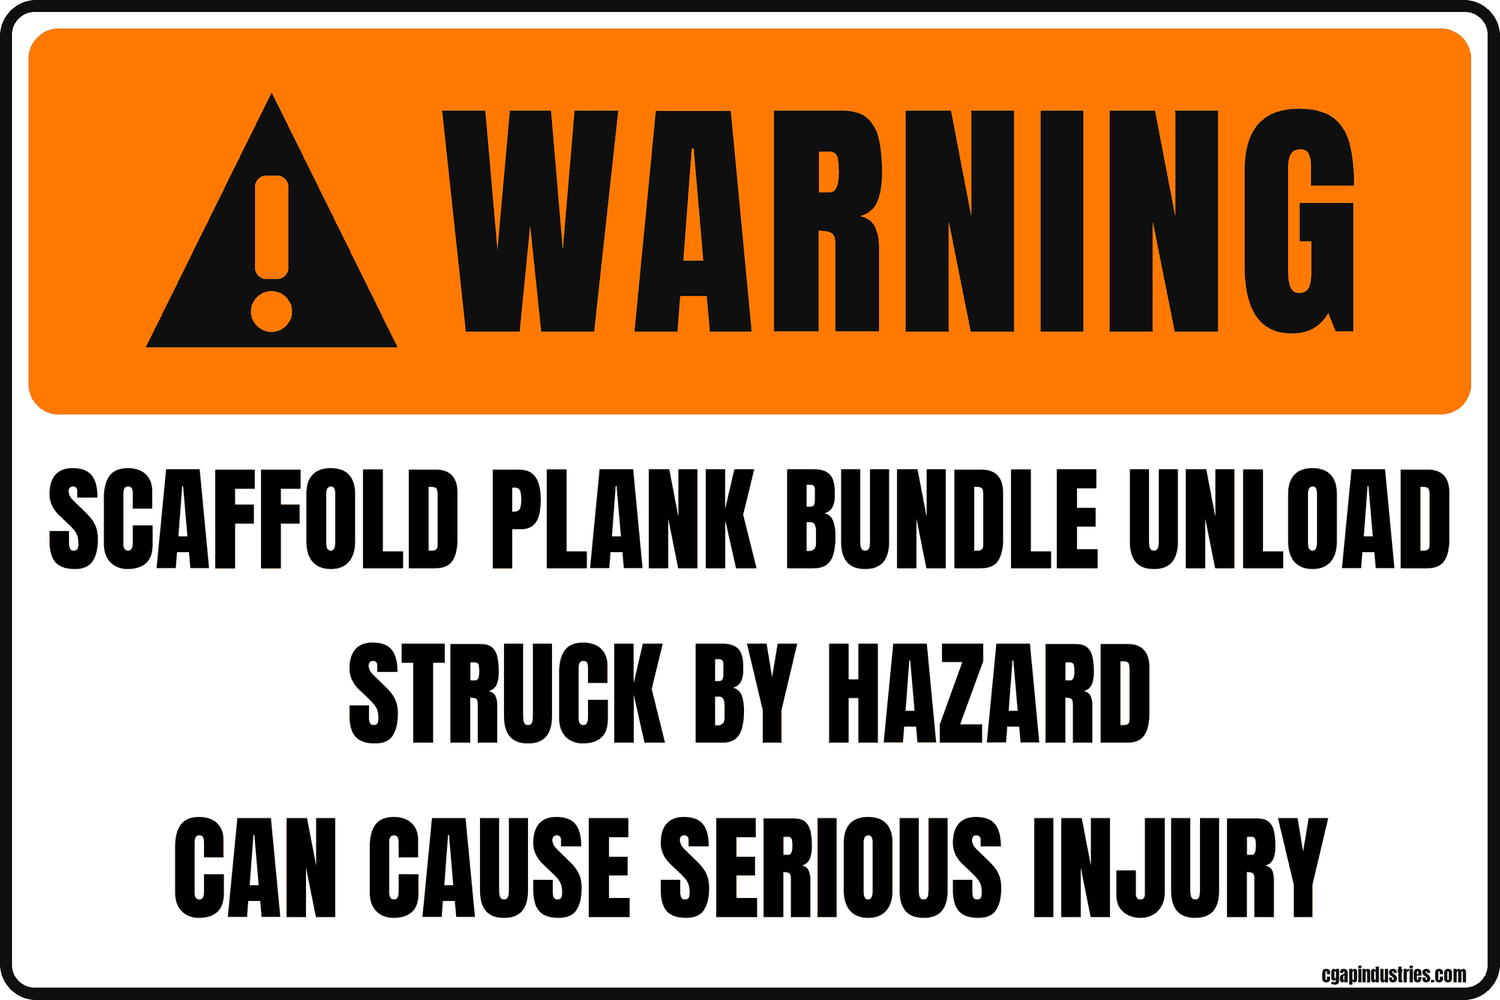 WARNING
SCAFFOLD PLANK BUNDLE UNLOAD
STRUCK BY HAZARD
CAN CAUSE SERIOUS INJURY
cgapindustries.com